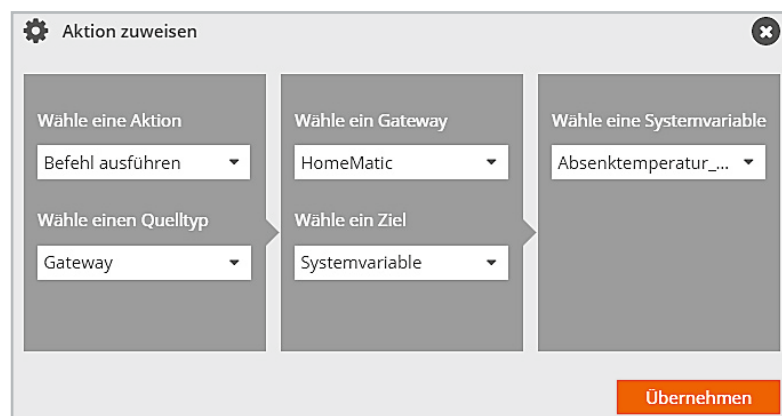 Aktion zuweisen
Wähle eine Aktion
Befehl ausführen
Wähle einen Quelltyp
Gateway
Wähle ein Gateway
HomeMatic
Wähle ein Ziel
Systemvariable
Wähle eine Systemvariable
Absenktemperatur_...
Übernehmen